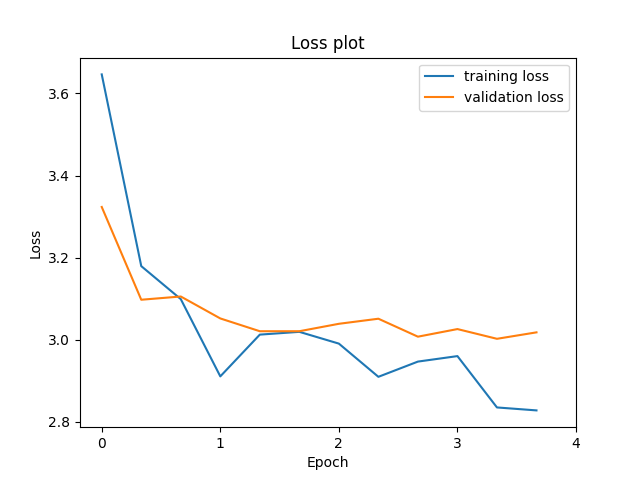 Loss plot
training loss
validation loss
3.6
3.4
3.2
3.0
2.8
Loss
0 1 2 3 4
Epoch